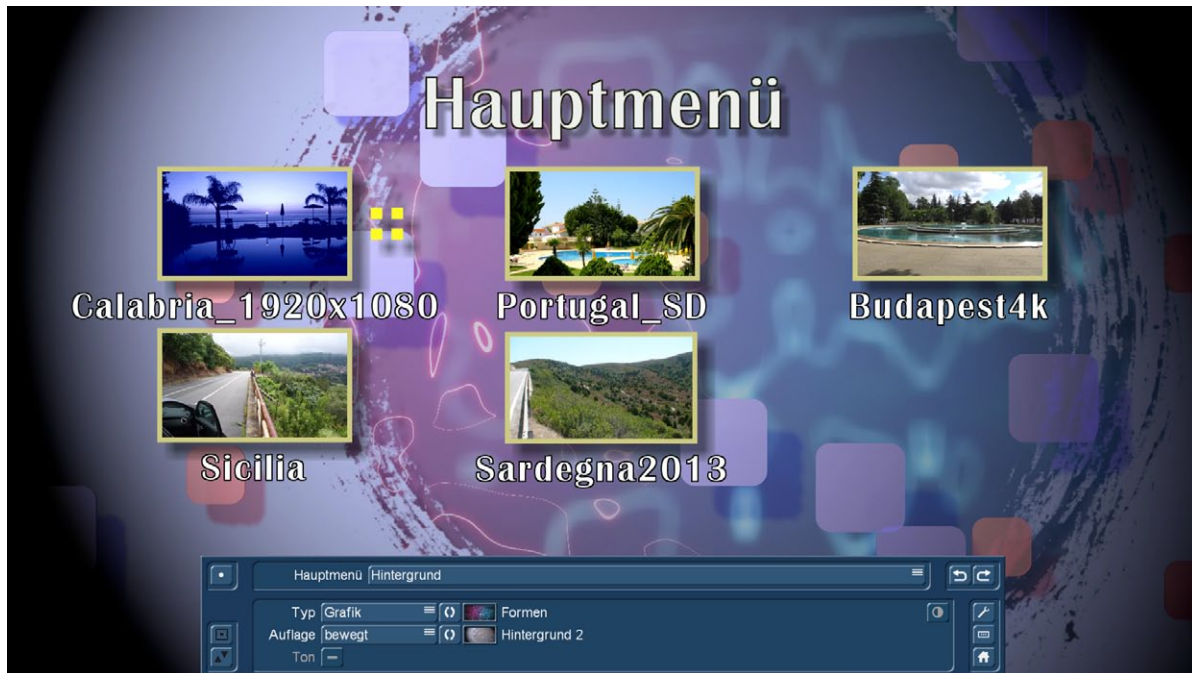 Hauptmenü
Calabria_1920x1080 Portugal_SD Budapest4k
Sicilia Sardegna2013
Hauptmenü Hintergrund
Typ Grafik Formen
Auflage bewegt Hintergrund 2
Ton